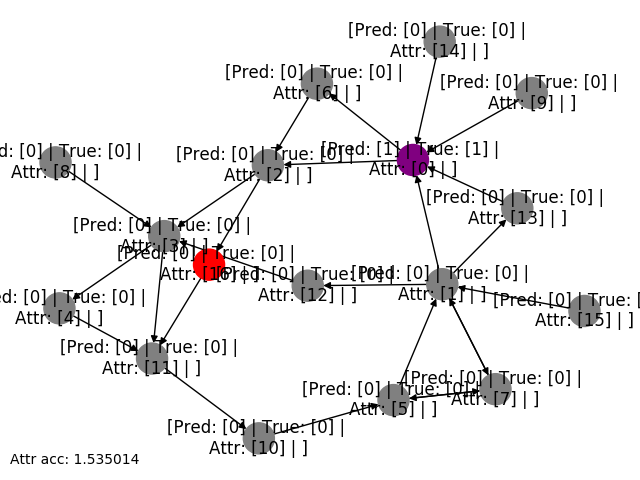 [Pred: [0] | True: [0] |
Attr: [14] | ]
[Pred: [0] | True: [0] |
Attr: [6] | ]
[Pred: [0] | True: [0] |
Attr: [9] | ]
d: [0] | True: [0] |
Attr: [8] | ]
[Pred: [0] | True: [0] |
Attr: [2] | ]
[Pred: [1] | True: [1] |
Attr: [0] | ]
[Pred: [0] | True: [0] |
Attr: [13] | ]
[Pred: [0] | True: [0] |
Attr: [3] | ]
[Pred: [0] | True: [0] |
Attr: [16] | ]
[Pred: [0] | True: [0] |
Attr: [12] | ]
[Pred: [0] | True: [0] |
Attr: [1] | ]
ed: [0] | True: [0] |
Attr: [4] | ]
[Pred: [0] | True: [
Attr: [15] | ]
[Pred: [0] | True: [0] |
Attr: [11] | ]
[Pred: [0] | True: [0] |
Attr: [7] | ]
[Pred: [0] | True: [0] |
Attr: [5] | ]
[Pred: [0] | True: [0] |
Attr: [10] | ]
Attr acc: 1.535014